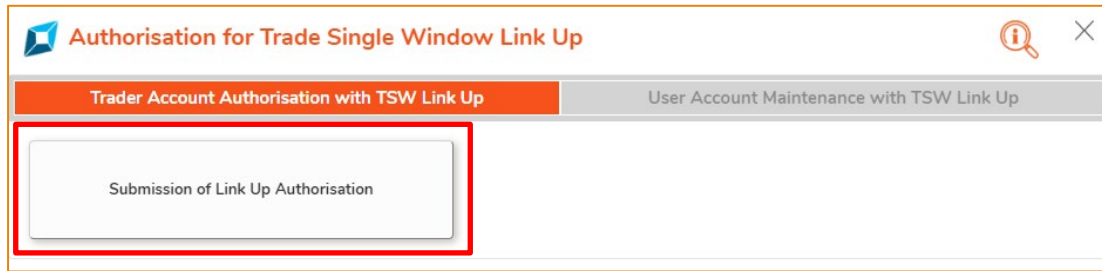 Authorisation for Trade Single Window Link Up
Trader Account Authorisation with TSW Link Up
User Account Maintenance with TSW Link Up
Submission of Link Up Authorisation